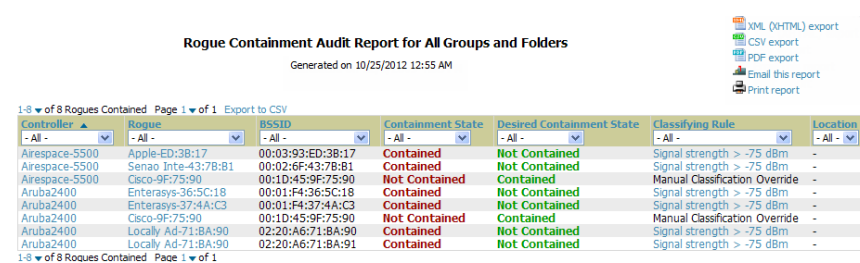 XML (XHTML) export
CSV export
PDF export
Email this report
Print report
Rogue Containment Audit Report for All Groups and Folders
Generated on 10/25/2012 12:55 AM
1-8 of 8 Rogues Contained Page 1 of 1 Export to CSV
Controller Rogue BSSID Containment State Desired Containment State Classifying Rule Location
- All - - All - - All - - All - - All - - All - - All -
Airespace-5500 Apple-ED:3B:17 00:03:93:ED:3B:17 Contained Not Contained Signal strength > -75 dBm -
Airespace-5500 Senao Inte-43:7B:B1 00:02:6F:43:7B:B1 Contained Not Contained Signal strength > -75 dBm -
Airespace-5500 Cisco-9F:75:90 00:1D:45:9F:75:90 Not Contained Contained Manual Classification Override -
Aruba2400 Enterasys-36:5C:18 00:01:F4:36:5C:18 Contained Not Contained Signal strength > -75 dBm -
Aruba2400 Enterasys-37:4A:C3 00:01:F4:37:4A:C3 Contained Not Contained Signal strength > -75 dBm -
Aruba2400 Cisco-9F:75:90 00:1D:45:9F:75:90 Not Contained Contained Manual Classification Override -
Aruba2400 Locally Ad-71:BA:90 02:20:A6:71:BA:90 Contained Not Contained Signal strength > -75 dBm -
Aruba2400 Locally Ad-71:BA:91 02:20:A6:71:BA:91 Contained Not Contained Signal strength > -75 dBm -
1-8 of 8 Rogues Contained Page 1 of 1